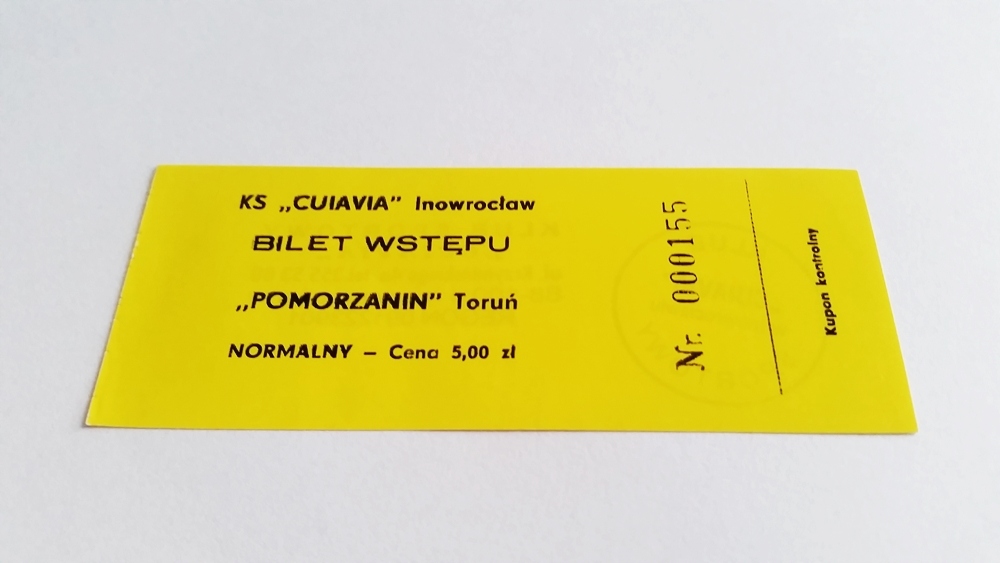 KS „CUIAVIA” Inowrocław
BILET WSTĘPU
„POMORZANIN” Toruń
NORMALNY – Cena 5,00 zł
Nr. 000155
Kupon kontrolny